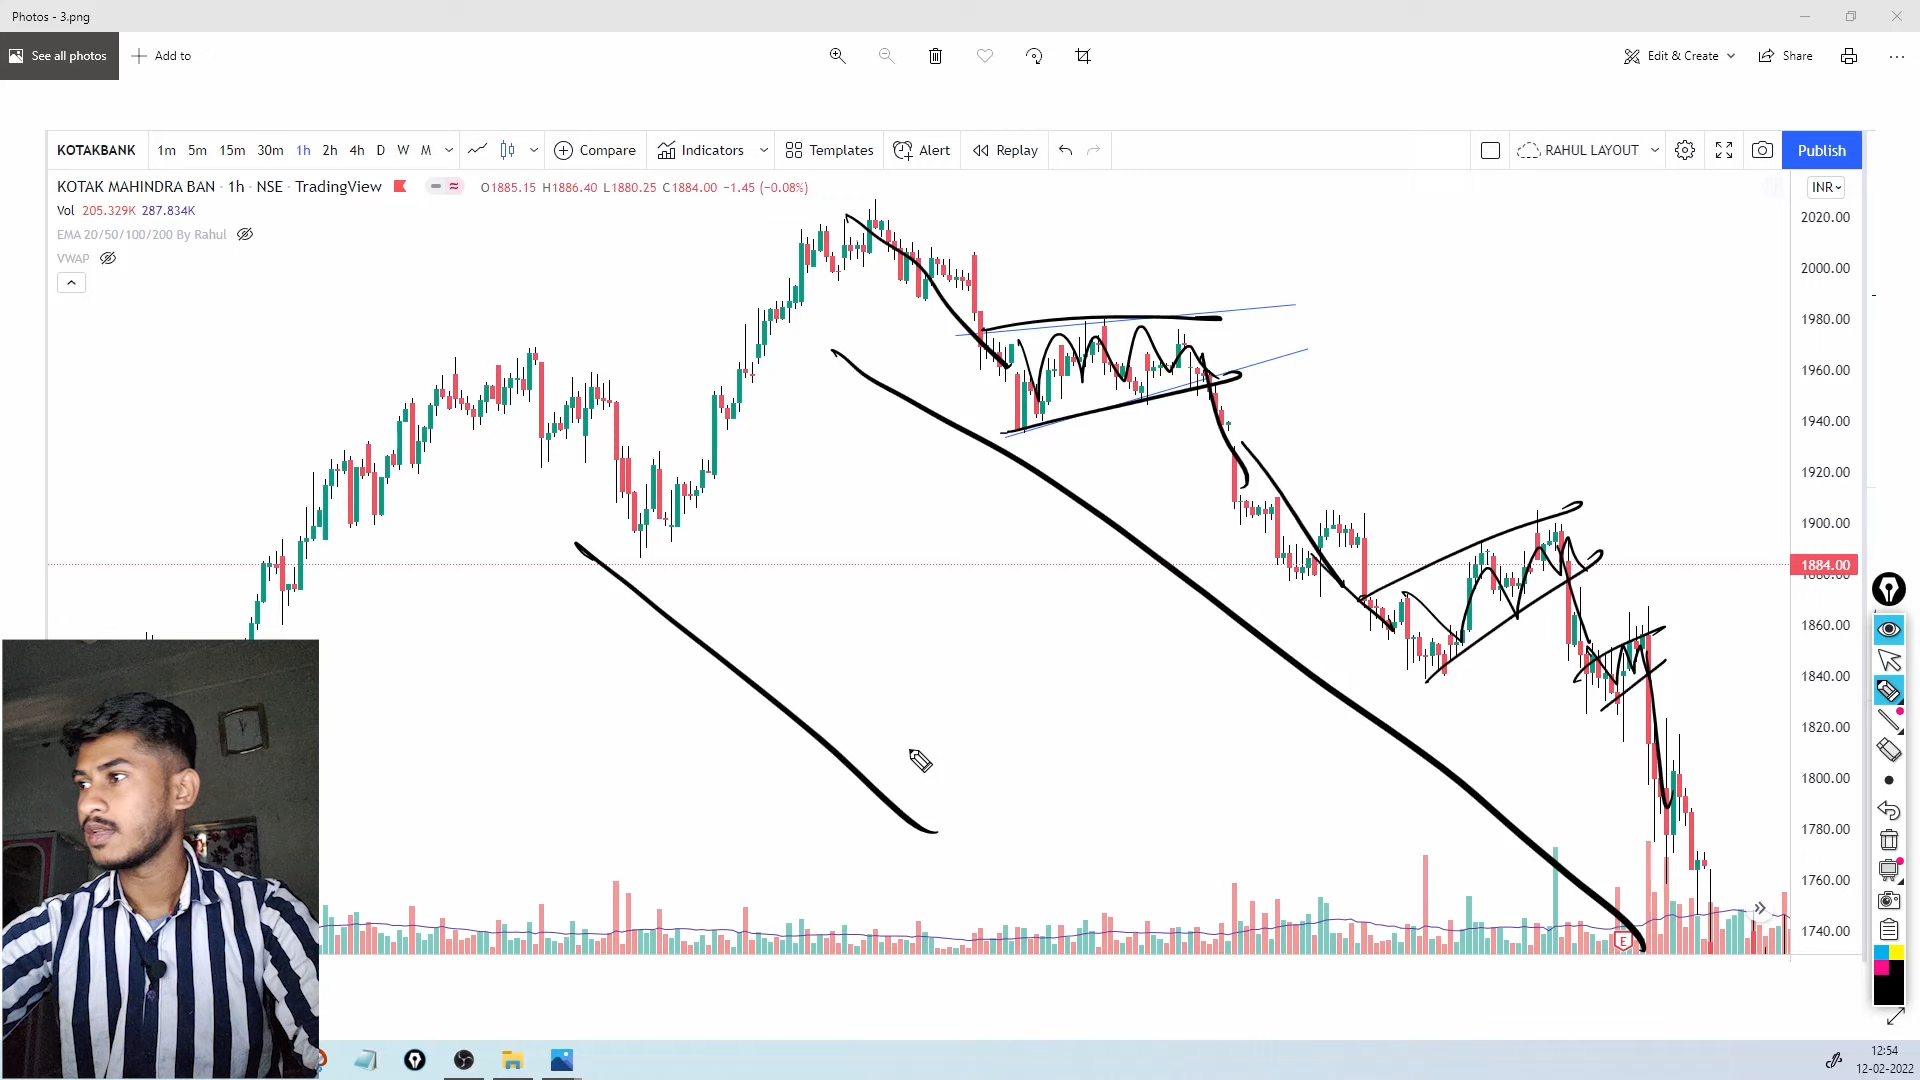 Photos - 3.png
See all photos
Add to
Edit & Create
Share
KOTAKBANK 1m 5m 15m 30m 1h 2h 4h D W M Compare Indicators Templates Alert Replay RAHUL LAYOUT Publish
KOTAK MAHINDRA BAN · 1h · NSE · TradingView O1885.15 H1886.40 L1880.25 C1884.00 −1.45 (−0.08%)
INR
Vol 205.329K 287.834K
EMA 20/50/100/200 By Rahul
VWAP
2020.00
2000.00
1980.00
1960.00
1940.00
1920.00
1900.00
1884.00
1880.00
1860.00
1840.00
1820.00
1800.00
1780.00
1760.00
1740.00
E
12:54
12-02-2022